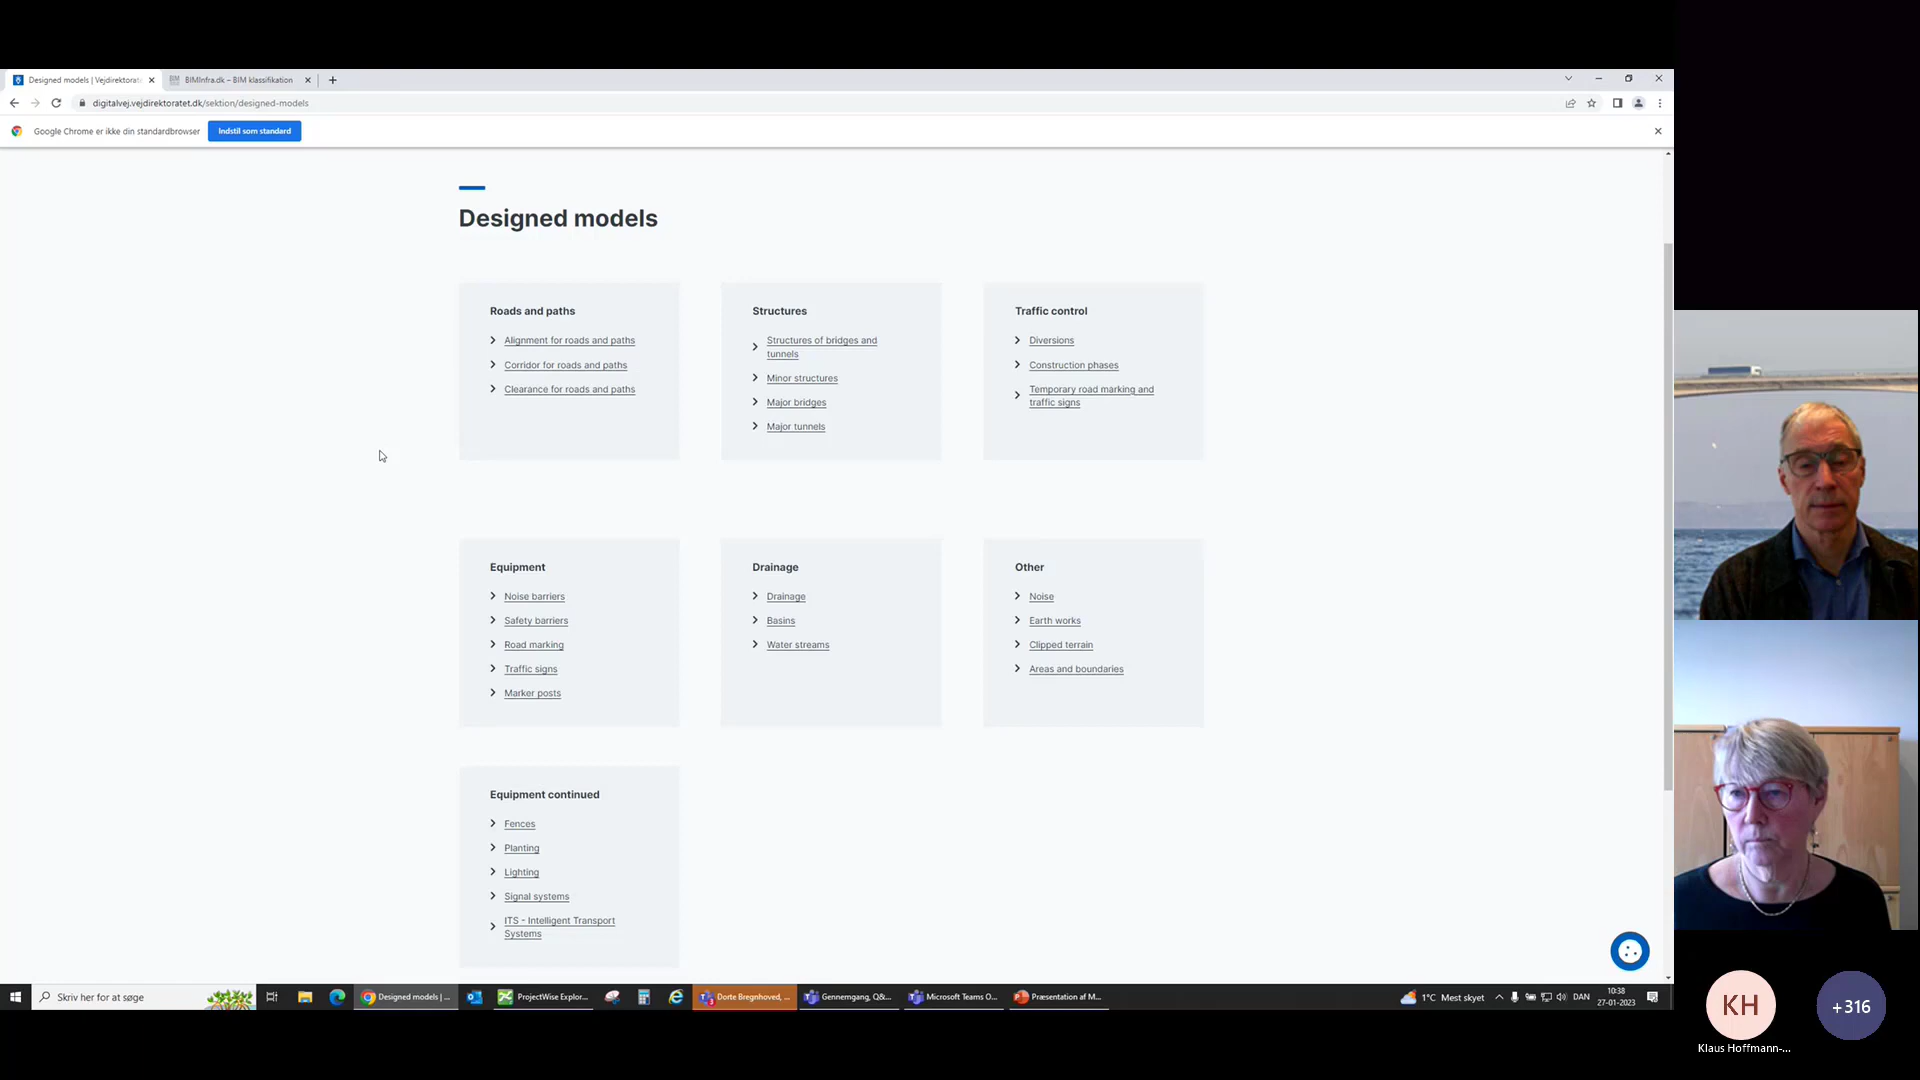 Designed models | Vejdirektorat
BIMInfra.dk – BIM klassifikation
digitalvej.vejdirektoratet.dk/sektion/designed-models
Google Chrome er ikke din standardbrowser
Indstil som standard
Designed models
Roads and paths
Alignment for roads and paths
Corridor for roads and paths
Clearance for roads and paths
Structures
Structures of bridges and
tunnels
Minor structures
Major bridges
Major tunnels
Traffic control
Diversions
Construction phases
Temporary road marking and
traffic signs
Equipment
Noise barriers
Safety barriers
Road marking
Traffic signs
Marker posts
Drainage
Drainage
Basins
Water streams
Other
Noise
Earth works
Clipped terrain
Areas and boundaries
Equipment continued
Fences
Planting
Lighting
Signal systems
ITS - Intelligent Transport
Systems
Skriv her for at søge
Designed models | ...
ProjectWise Explor...
Dorte Bregnhoved, ...
Gennemgang, Q&...
Microsoft Teams O...
Præsentation af M...
1°C Mest skyet
DAN
10:38
27-01-2023
KH
+316
Klaus Hoffmann-...